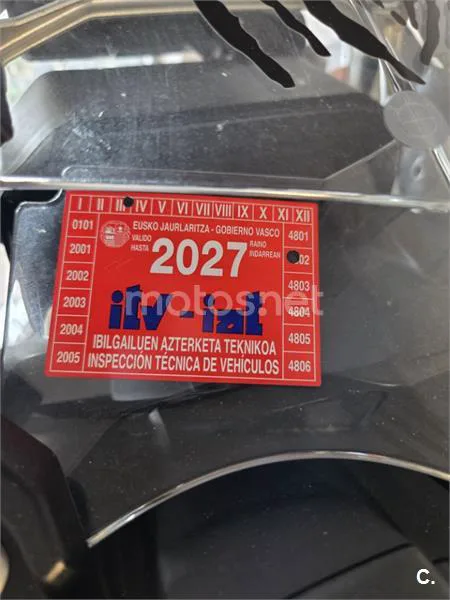 I II III IV V VI VII VIII IX X XI XII
0101 EUSKO JAURLARITZA - GOBIERNO VASCO 4801
2001 VALIDO HASTA 2027 RAINO INDARREAN 02
2002 4803
2003 itv - iat 4804
motos.net
2004 IBILGAILUEN AZTERKETA TEKNIKOA 4805
2005 INSPECCIÓN TÉCNICA DE VEHÍCULOS 4806
C.